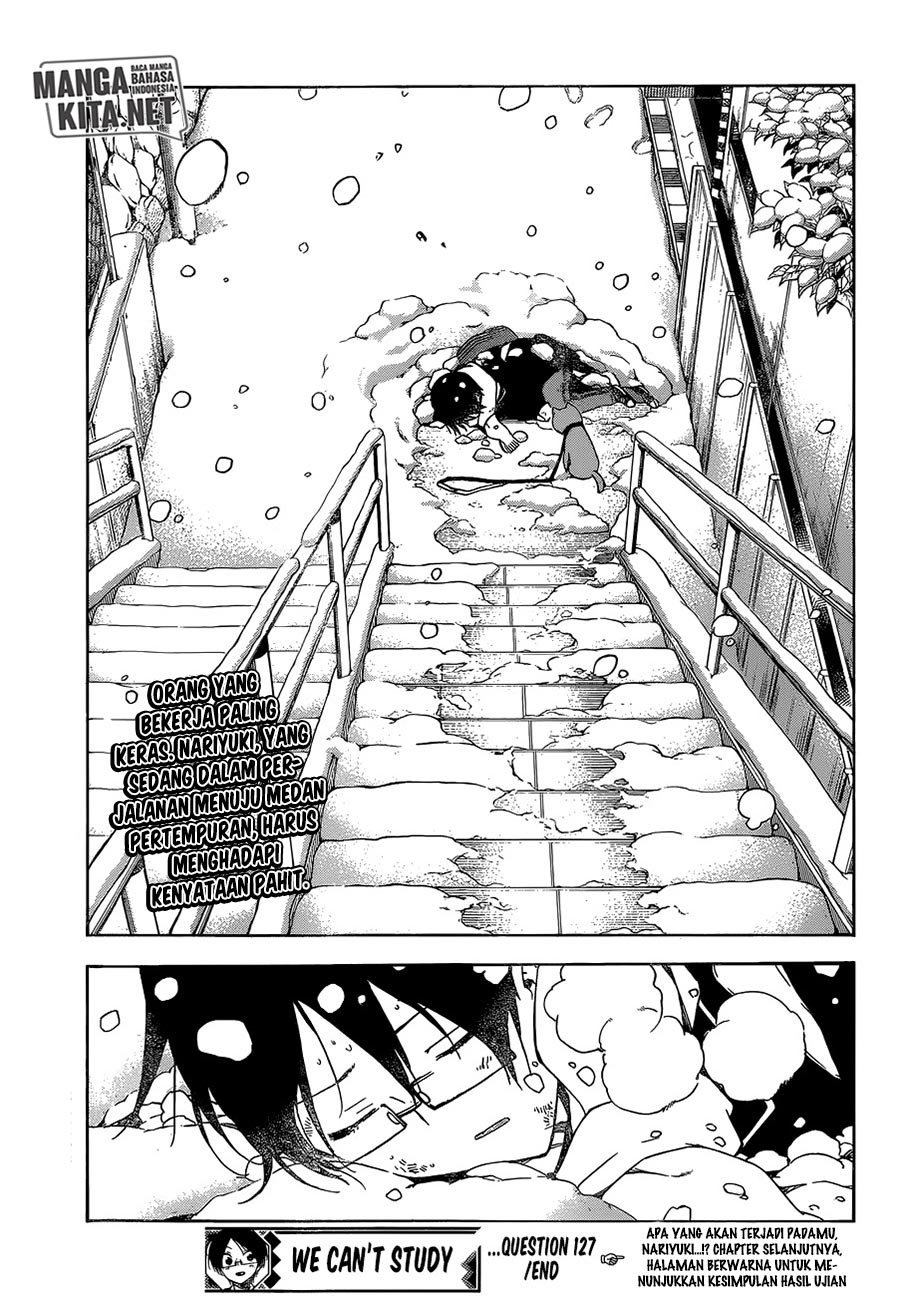 MANGA
BACA MANGA
BAHASA
INDONESIA
KITA.NET
ORANG YANG
BEKERJA PALING
KERAS. NARIYUKI, YANG
SEDANG DALAM PER-
JALANAN MENUJU MEDAN
PERTEMPURAN, HARUS
MENGHADAPI
KENYATAAN PAHIT.
WE CAN'T STUDY
...QUESTION 127
/END
APA YANG AKAN TERJADI PADAMU,
NARIYUKI...!? CHAPTER SELANJUTNYA,
HALAMAN BERWARNA UNTUK ME-
NUNJUKKAN KESIMPULAN HASIL UJIAN